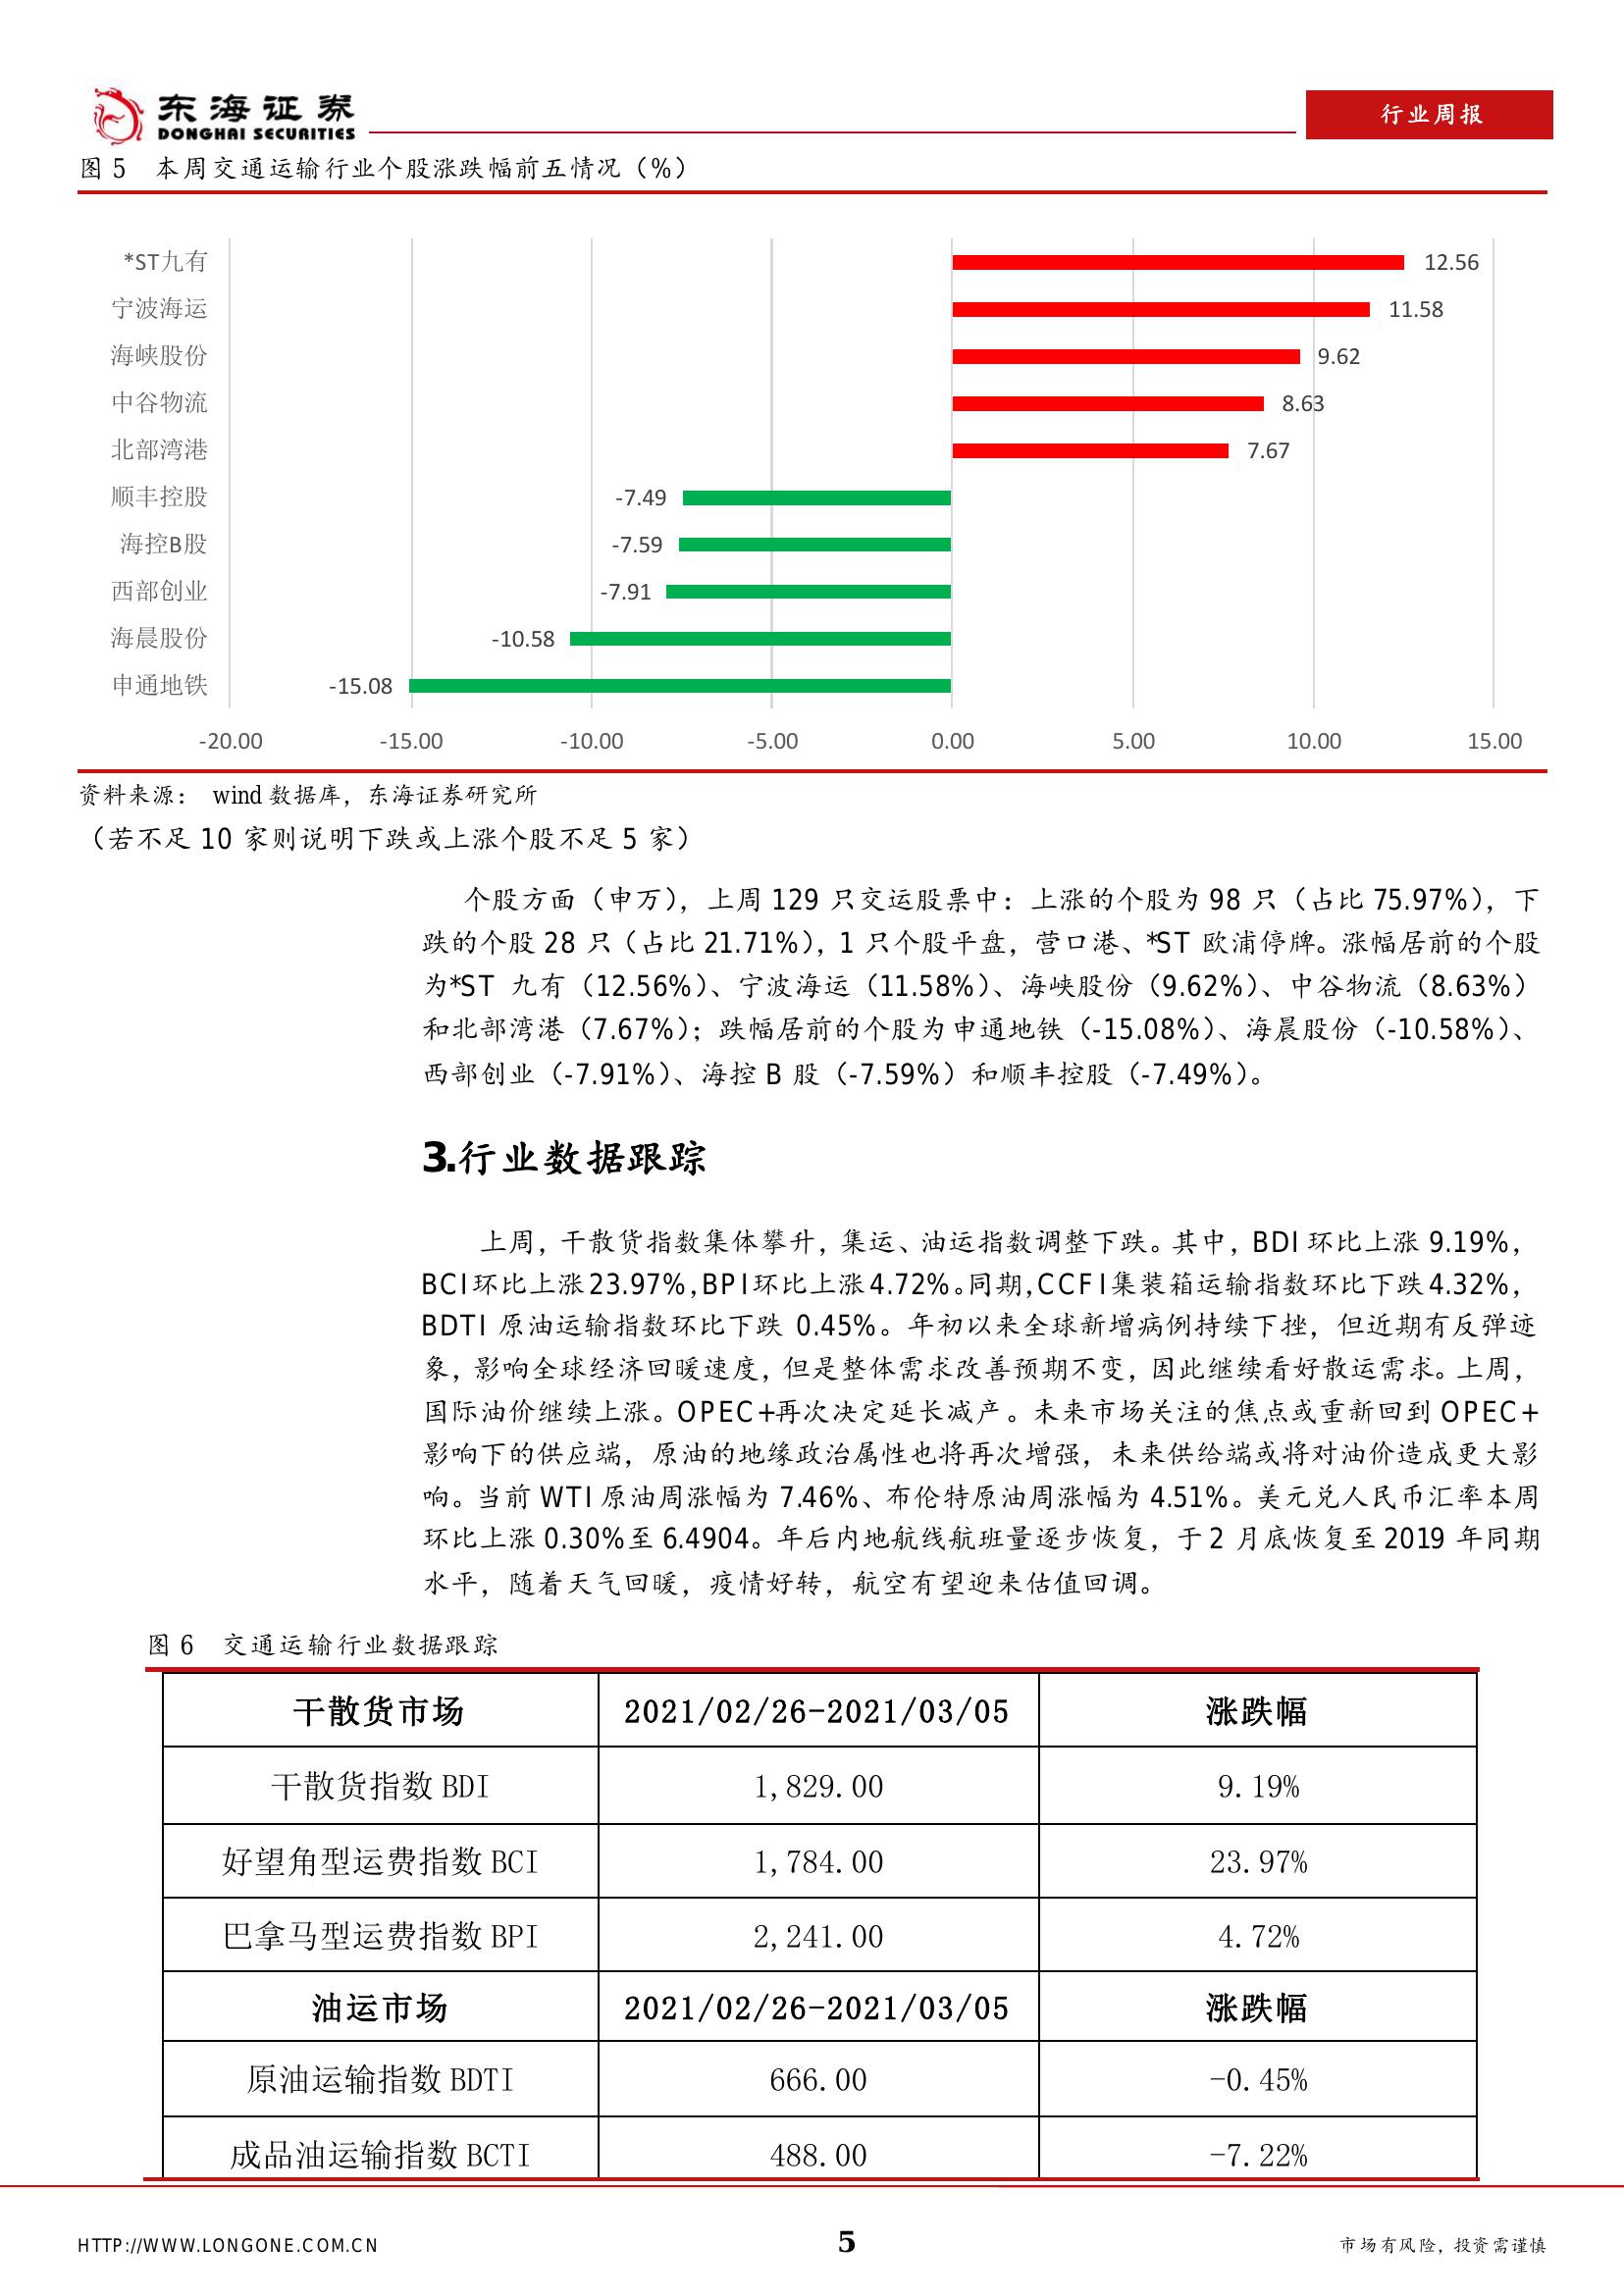 东海证券
DONGHAI SECURITIES
行业周报
图 5 本周交通运输行业个股涨跌幅前五情况（%）
*ST九有 12.56
宁波海运 11.58
海峡股份 9.62
中谷物流 8.63
北部湾港 7.67
顺丰控股 -7.49
海控B股 -7.59
西部创业 -7.91
海晨股份 -10.58
申通地铁 -15.08
-20.00 -15.00 -10.00 -5.00 0.00 5.00 10.00 15.00
资料来源： wind 数据库，东海证券研究所
（若不足 10 家则说明下跌或上涨个股不足 5 家）
个股方面（申万），上周 129 只交运股票中：上涨的个股为 98 只（占比 75.97%），下
跌的个股 28 只（占比 21.71%），1 只个股平盘，营口港、*ST 欧浦停牌。涨幅居前的个股
为*ST 九有（12.56%）、宁波海运（11.58%）、海峡股份（9.62%）、中谷物流（8.63%）
和北部湾港（7.67%）；跌幅居前的个股为申通地铁（-15.08%）、海晨股份（-10.58%）、
西部创业（-7.91%）、海控 B 股（-7.59%）和顺丰控股（-7.49%）。
3.行业数据跟踪
上周，干散货指数集体攀升，集运、油运指数调整下跌。其中，BDI 环比上涨 9.19%，
BCI 环比上涨 23.97%，BPI 环比上涨 4.72%。同期，CCFI 集装箱运输指数环比下跌 4.32%，
BDTI 原油运输指数环比下跌 0.45%。年初以来全球新增病例持续下挫，但近期有反弹迹
象，影响全球经济回暖速度，但是整体需求改善预期不变，因此继续看好散运需求。上周，
国际油价继续上涨。OPEC+再次决定延长减产。未来市场关注的焦点或重新回到 OPEC+
影响下的供应端，原油的地缘政治属性也将再次增强，未来供给端或将对油价造成更大影
响。当前 WTI 原油周涨幅为 7.46%、布伦特原油周涨幅为 4.51%。美元兑人民币汇率本周
环比上涨 0.30%至 6.4904。年后内地航线航班量逐步恢复，于 2 月底恢复至 2019 年同期
水平，随着天气回暖，疫情好转，航空有望迎来估值回调。
图 6 交通运输行业数据跟踪
干散货市场 2021/02/26-2021/03/05 涨跌幅
干散货指数 BDI 1,829.00 9.19%
好望角型运费指数 BCI 1,784.00 23.97%
巴拿马型运费指数 BPI 2,241.00 4.72%
油运市场 2021/02/26-2021/03/05 涨跌幅
原油运输指数 BDTI 666.00 -0.45%
成品油运输指数 BCTI 488.00 -7.22%
HTTP://WWW.LONGONE.COM.CN 5 市场有风险，投资需谨慎